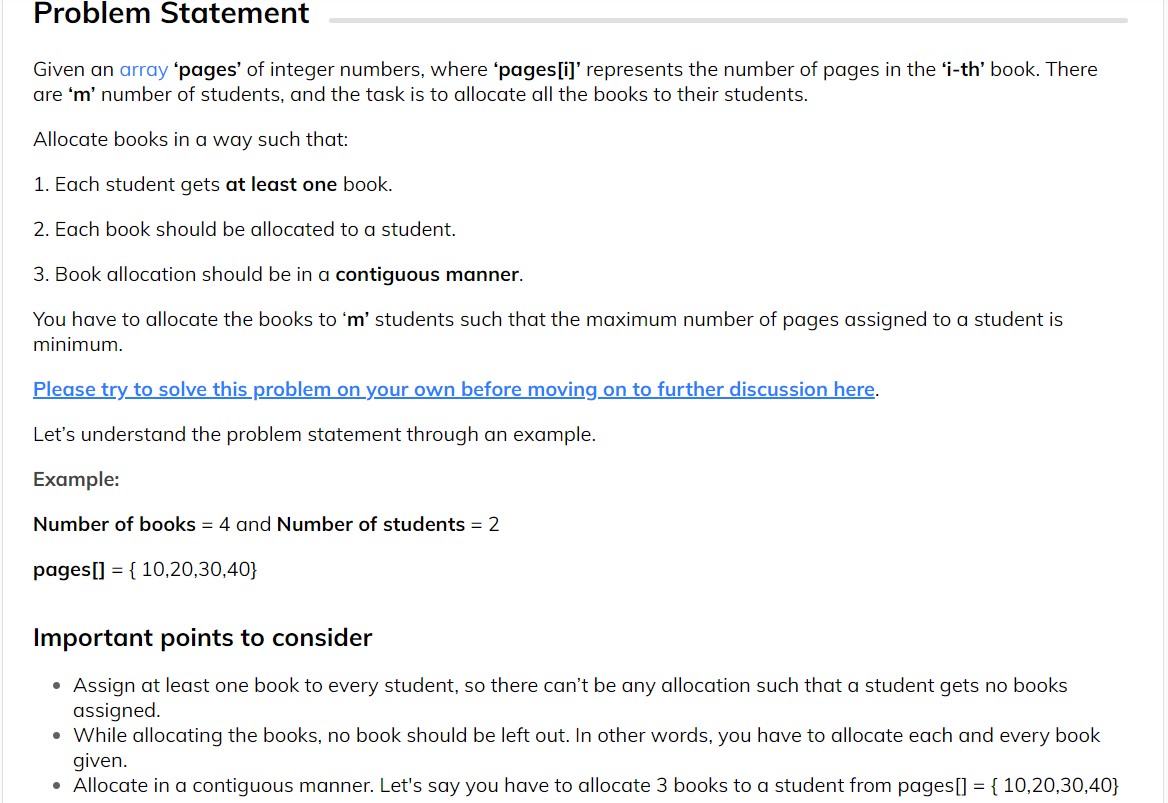 Problem Statement
Given an array ‘pages’ of integer numbers, where ‘pages[i]’ represents the number of pages in the ‘i-th’ book. There
are ‘m’ number of students, and the task is to allocate all the books to their students.
Allocate books in a way such that:
1. Each student gets at least one book.
2. Each book should be allocated to a student.
3. Book allocation should be in a contiguous manner.
You have to allocate the books to ‘m’ students such that the maximum number of pages assigned to a student is
minimum.
Please try to solve this problem on your own before moving on to further discussion here.
Let’s understand the problem statement through an example.
Example:
Number of books = 4 and Number of students = 2
pages[] = { 10,20,30,40}
Important points to consider
• Assign at least one book to every student, so there can’t be any allocation such that a student gets no books
assigned.
• While allocating the books, no book should be left out. In other words, you have to allocate each and every book
given.
• Allocate in a contiguous manner. Let's say you have to allocate 3 books to a student from pages[] = { 10,20,30,40}